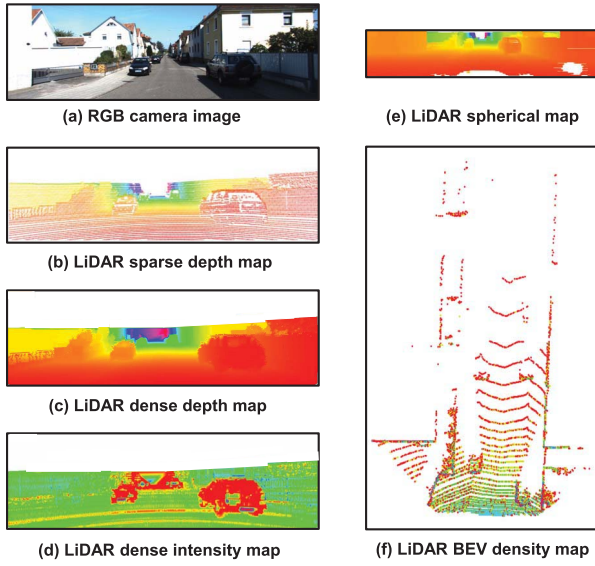 (a) RGB camera image
(b) LiDAR sparse depth map
(c) LiDAR dense depth map
(d) LiDAR dense intensity map
(e) LiDAR spherical map
(f) LiDAR BEV density map